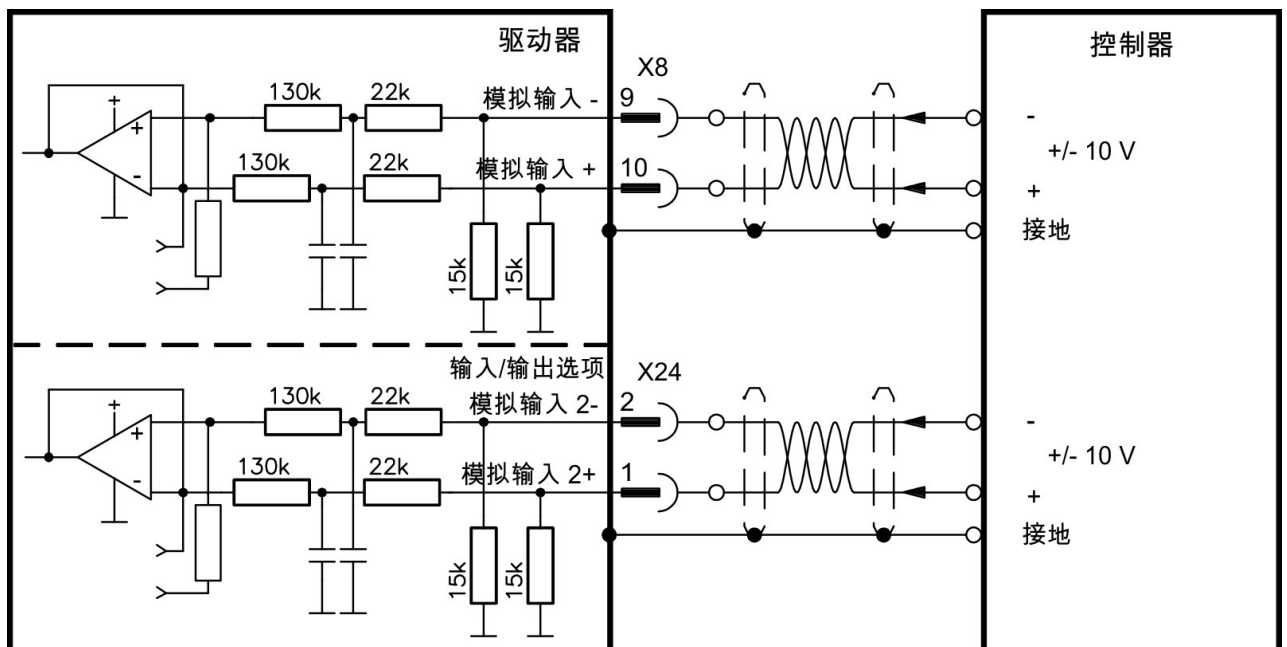 驱动器
控制器
X8
130k
22k
模拟输入 -
9
-
+
+
+/- 10 V
130k
22k
模拟输入 +
10
-
+
接地
15k
15k
输入/输出选项
X24
130k
22k
模拟输入 2-
2
-
+
+
+/- 10 V
130k
22k
模拟输入 2+
1
-
+
接地
15k
15k